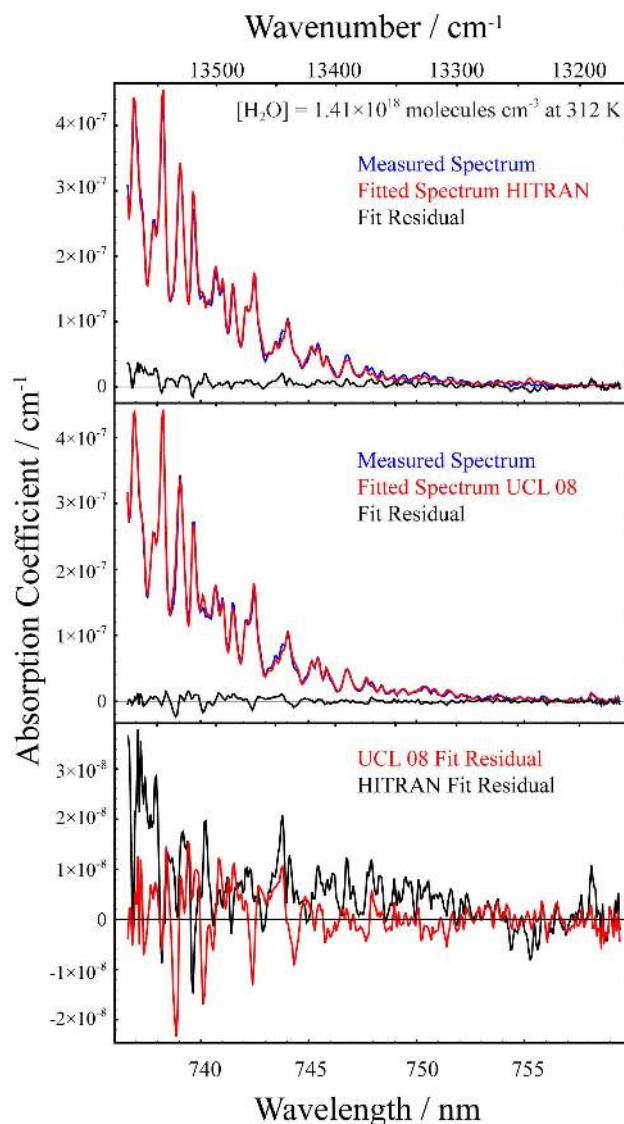 Wavenumber / cm⁻¹
13500 13400 13300 13200
[H₂O] = 1.41×10¹⁸ molecules cm⁻³ at 312 K
Measured Spectrum
Fitted Spectrum HITRAN
Fit Residual
4×10⁻⁷
3×10⁻⁷
2×10⁻⁷
1×10⁻⁷
0
Measured Spectrum
Fitted Spectrum UCL 08
Fit Residual
4×10⁻⁷
3×10⁻⁷
2×10⁻⁷
1×10⁻⁷
0
Absorption Coefficient / cm⁻¹
UCL 08 Fit Residual
HITRAN Fit Residual
3×10⁻⁸
2×10⁻⁸
1×10⁻⁸
0
-1×10⁻⁸
-2×10⁻⁸
740 745 750 755
Wavelength / nm